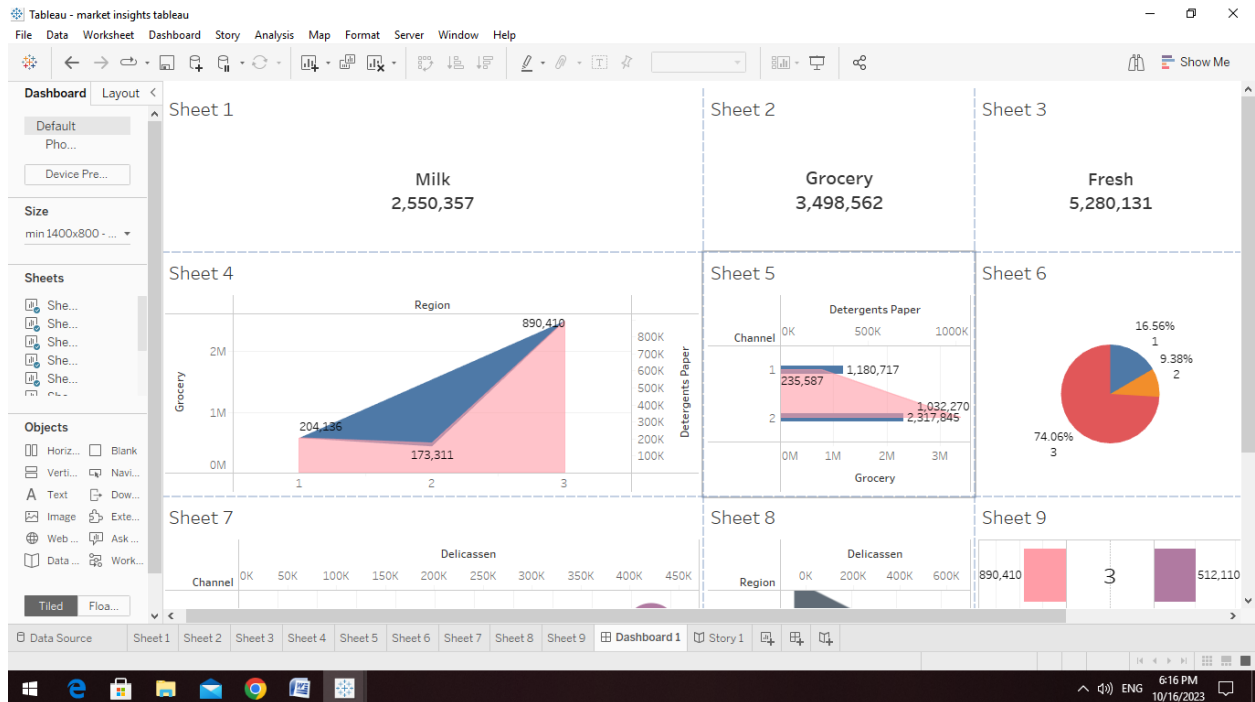 Tableau - market insights tableau
File Data Worksheet Dashboard Story Analysis Map Format Server Window Help
Show Me
Dashboard Layout
Default
Pho...
Device Pre...
Size
min 1400x800 - ...
Sheets
She...
She...
She...
She...
She...
Objects
Horiz... Blank
Verti... Navi...
Text Dow...
Image Exte...
Web ... Ask ...
Data ... Work...
Tiled Floa...
Sheet 1
Milk
2,550,357
Sheet 2
Grocery
3,498,562
Sheet 3
Fresh
5,280,131
Sheet 4
Region
890,410
204,136
173,311
2M
1M
0M
Grocery
800K
700K
600K
500K
400K
300K
200K
100K
Detergents Paper
1 2 3
Sheet 5
Detergents Paper
Channel 0K 500K 1000K
1 1,180,717
235,587
1,032,270
2 2,317,845
0M 1M 2M 3M
Grocery
Sheet 6
16.56%
1
9.38%
2
74.06%
3
Sheet 7
Delicassen
Channel 0K 50K 100K 150K 200K 250K 300K 350K 400K 450K
Sheet 8
Delicassen
Region 0K 200K 400K 600K
Sheet 9
890,410 3 512,110
Data Source Sheet 1 Sheet 2 Sheet 3 Sheet 4 Sheet 5 Sheet 6 Sheet 7 Sheet 8 Sheet 9 Dashboard 1 Story 1
ENG
6:16 PM
10/16/2023